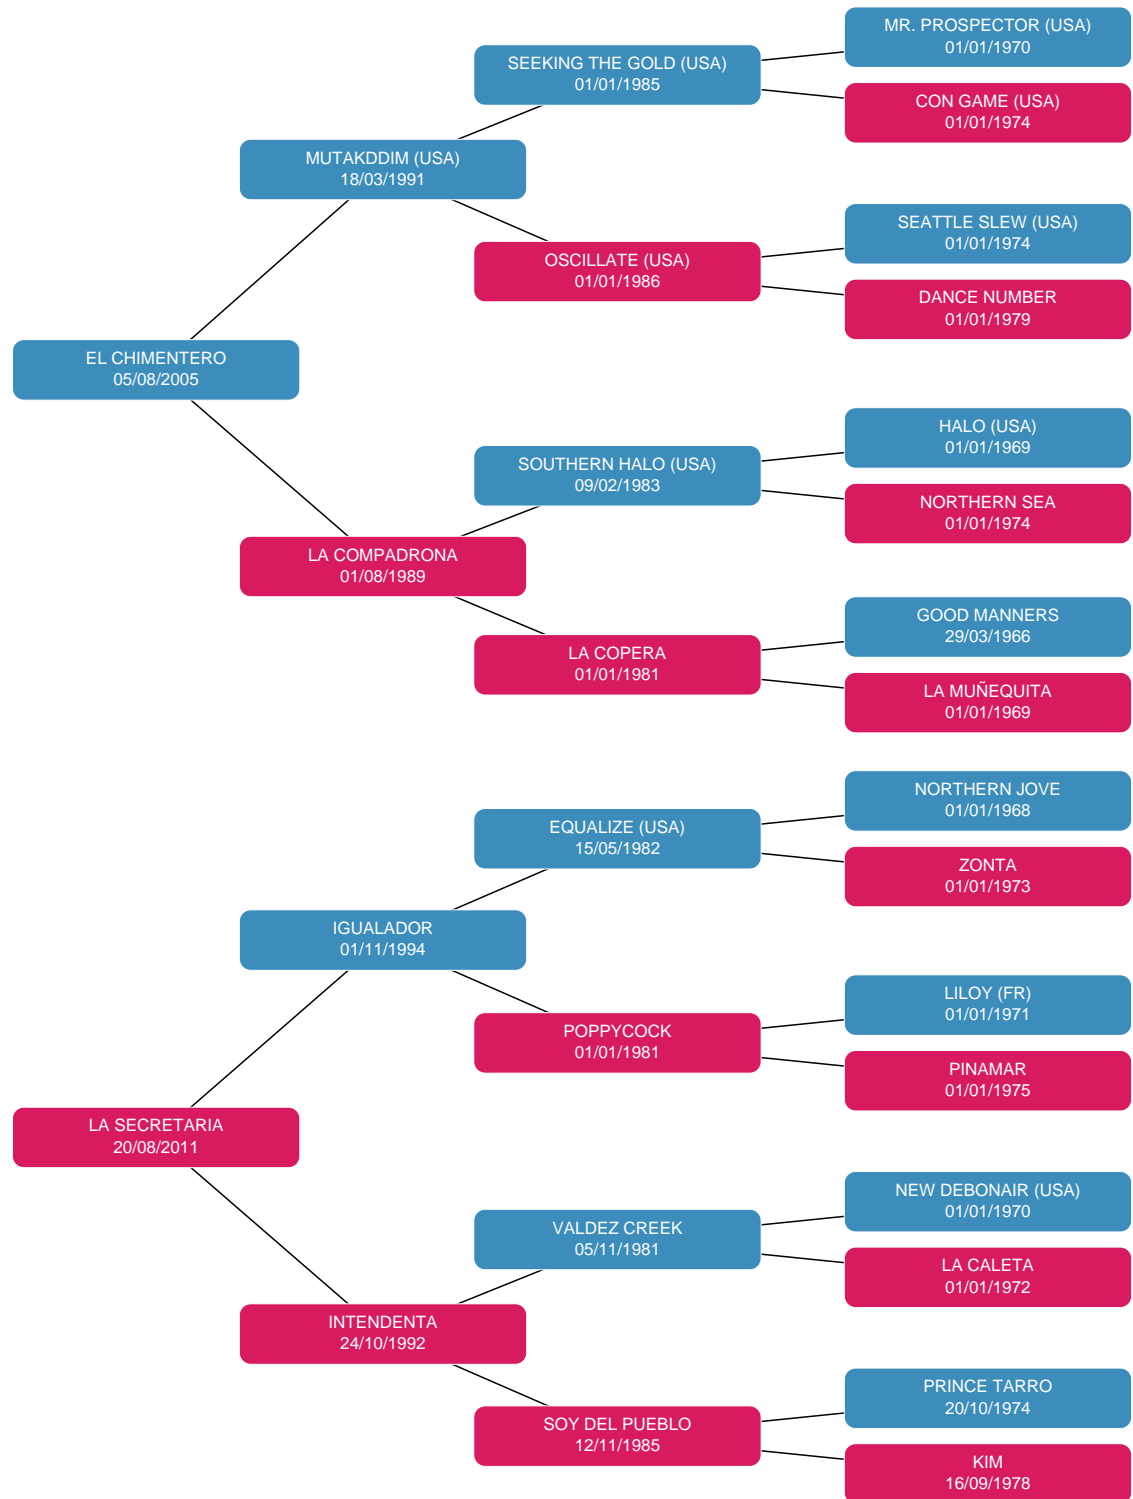 MR. PROSPECTOR (USA)
01/01/1970
SEEKING THE GOLD (USA)
01/01/1985
CON GAME (USA)
01/01/1974
MUTAKDDIM (USA)
18/03/1991
SEATTLE SLEW (USA)
01/01/1974
OSCILLATE (USA)
01/01/1986
DANCE NUMBER
01/01/1979
EL CHIMENTERO
05/08/2005
HALO (USA)
01/01/1969
SOUTHERN HALO (USA)
09/02/1983
NORTHERN SEA
01/01/1974
LA COMPADRONA
01/08/1989
GOOD MANNERS
29/03/1966
LA COPERA
01/01/1981
LA MUÑEQUITA
01/01/1969
NORTHERN JOVE
01/01/1968
EQUALIZE (USA)
15/05/1982
ZONTA
01/01/1973
IGUALADOR
01/11/1994
LILOY (FR)
01/01/1971
POPPYCOCK
01/01/1981
PINAMAR
01/01/1975
LA SECRETARIA
20/08/2011
NEW DEBONAIR (USA)
01/01/1970
VALDEZ CREEK
05/11/1981
LA CALETA
01/01/1972
INTENDENTA
24/10/1992
PRINCE TARRO
20/10/1974
SOY DEL PUEBLO
12/11/1985
KIM
16/09/1978